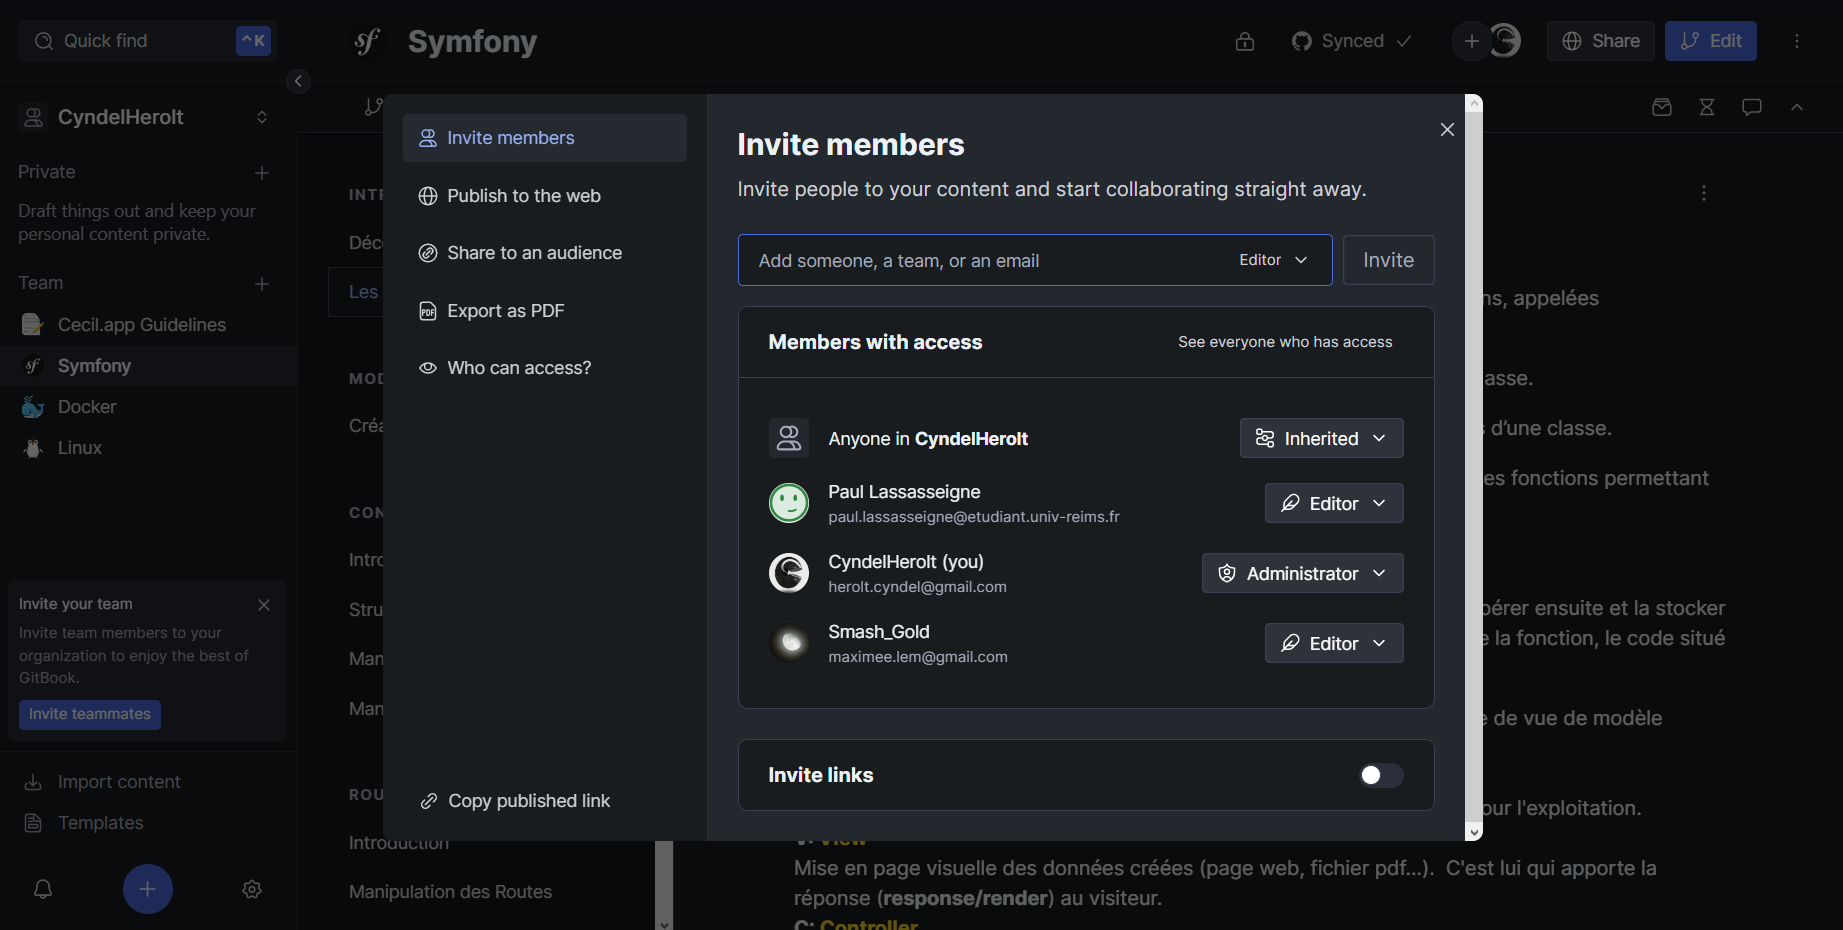 Quick find
^K
Symfony
Synced
Share
Edit
CyndelHerolt
Private
Draft things out and keep your
personal content private.
Team
Cecil.app Guidelines
Symfony
Docker
Linux
Invite your team
Invite team members to your
organization to enjoy the best of
GitBook.
Invite teammates
Import content
Templates
INTR
Déco
Les
MOD
Créa
CON
Intro
Stru
Man
Man
ROU
Introduction
Manipulation des Routes
Invite members
Publish to the web
Share to an audience
PDF
Export as PDF
Who can access?
Copy published link
Invite members
Invite people to your content and start collaborating straight away.
Add someone, a team, or an email
Editor
Invite
Members with access
See everyone who has access
Anyone in CyndelHerolt
Inherited
Paul Lassasseigne
paul.lassasseigne@etudiant.univ-reims.fr
Editor
CyndelHerolt (you)
herolt.cyndel@gmail.com
Administrator
Smash_Gold
maximee.lem@gmail.com
Editor
Invite links
ns, appelées
asse.
s d’une classe.
es fonctions permettant
pérer ensuite et la stocker
e la fonction, le code situé
e de vue de modèle
our l'exploitation.
View
Mise en page visuelle des données créées (page web, fichier pdf...). C'est lui qui apporte la
réponse (response/render) au visiteur.
C: Controller